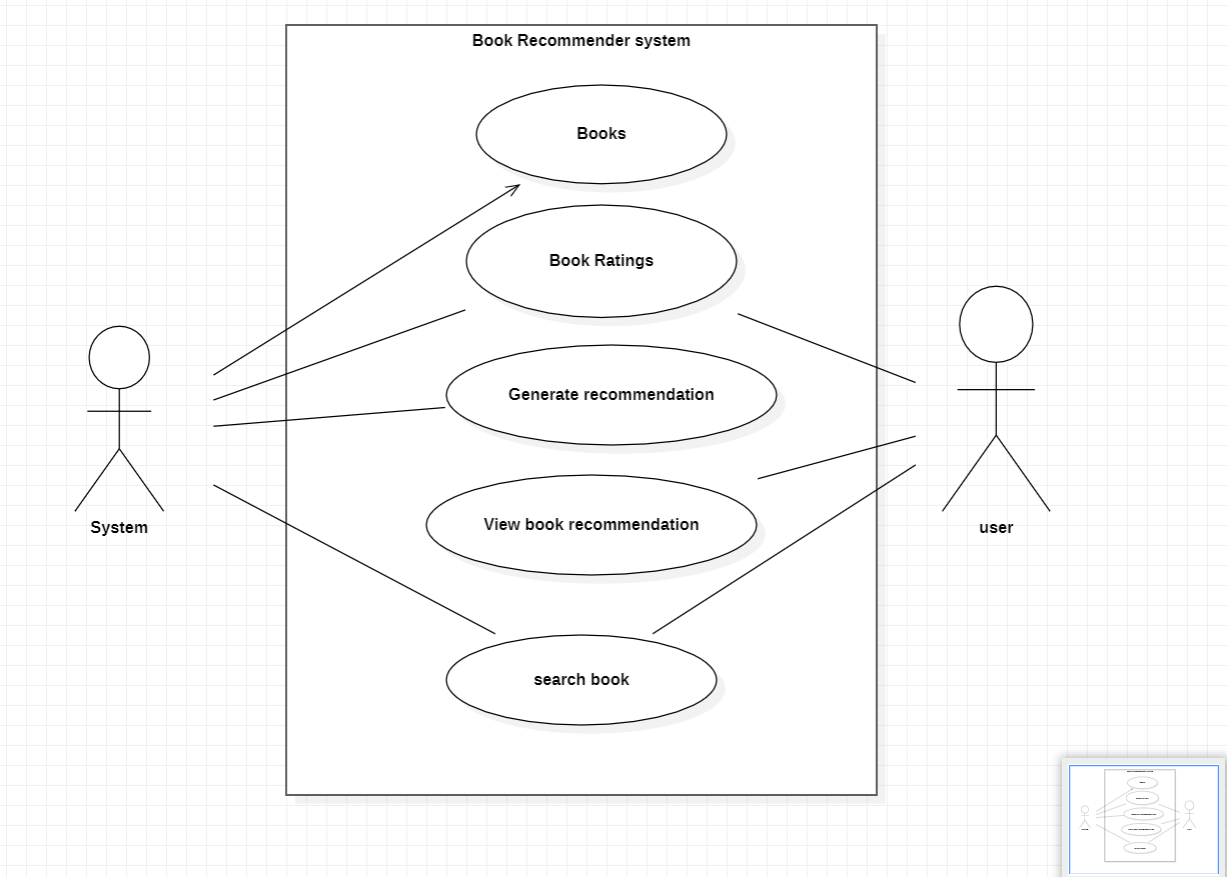 Book Recommender system
Books
Book Ratings
Generate recommendation
View book recommendation
search book
System
user